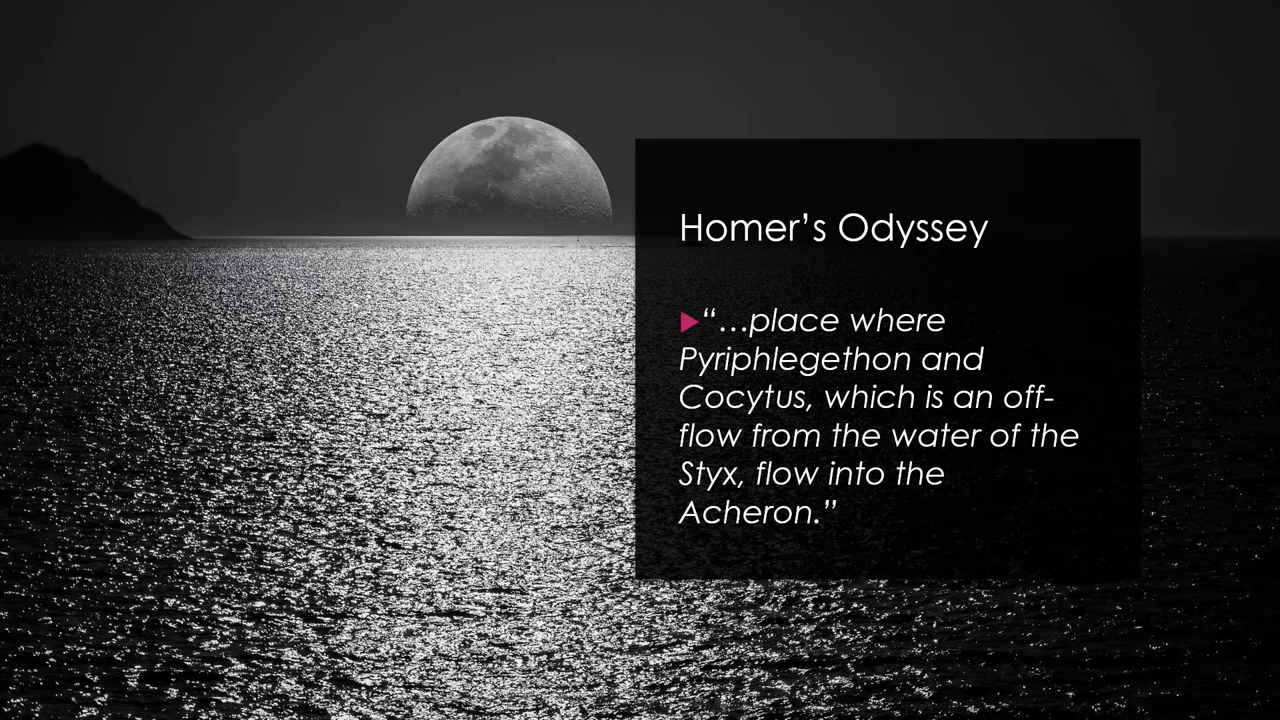 Homer’s Odyssey
“…place where
Pyriphlegethon and
Cocytus, which is an off-
flow from the water of the
Styx, flow into the
Acheron.”